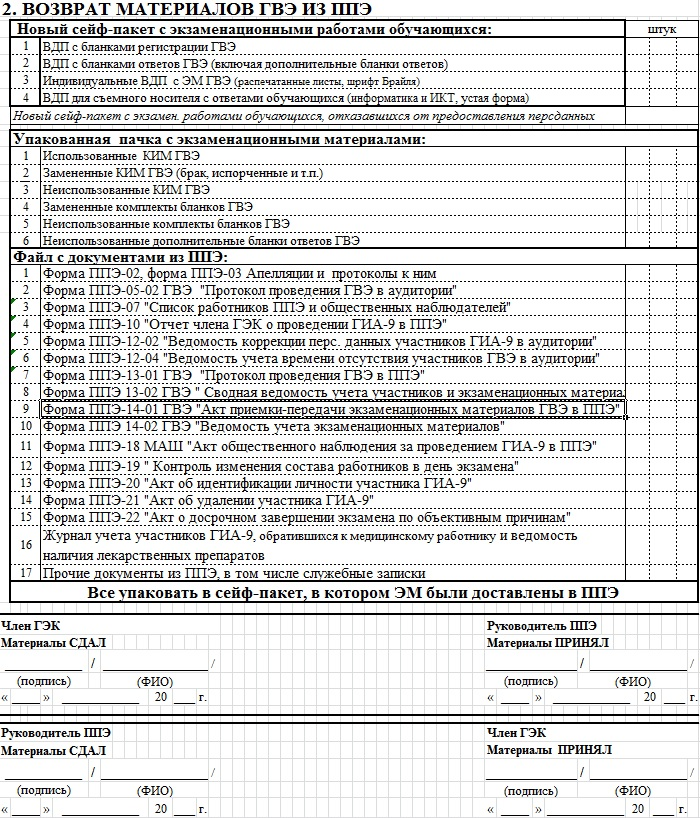 2. ВОЗВРАТ МАТЕРИАЛОВ ГВЭ ИЗ ППЭ
Новый сейф-пакет с экзаменационными работами обучающихся: штук
1 ВДП с бланками регистрации ГВЭ
2 ВДП с бланками ответов ГВЭ (включая дополнительные бланки ответов)
3 Индивидуальные ВДП с ЭМ ГВЭ (распечатанные листы, шрифт Брайля)
4 ВДП для съемного носителя с ответами обучающихся (информатика и ИКТ, устая форма)
Новый сейф-пакет с экзамен. работами обучающихся, отказавшихся от предоставления персданных
Упакованная пачка с экзаменационными материалами:
1 Использованные КИМ ГВЭ
2 Замененные КИМ ГВЭ (брак, испорченные и т.п.)
3 Неиспользованные КИМ ГВЭ
4 Замененные комплекты бланков ГВЭ
5 Неиспользованные комплекты бланков ГВЭ
6 Неиспользованные дополнительные бланки ответов ГВЭ
Файл с документами из ППЭ:
1 Форма ППЭ-02, форма ППЭ-03 Апелляции и протоколы к ним
2 Форма ППЭ-05-02 ГВЭ "Протокол проведения ГВЭ в аудитории"
3 Форма ППЭ-07 "Список работников ППЭ и общественных наблюдателей"
4 Форма ППЭ-10 "Отчет члена ГЭК о проведении ГИА-9 в ППЭ"
5 Форма ППЭ-12-02 "Ведомость коррекции перс. данных участников ГИА-9 в аудитории"
6 Форма ППЭ-12-04 "Ведомость учета времени отсутствия участников ГВЭ в аудитории"
7 Форма ППЭ-13-01 ГВЭ "Протокол проведения ГВЭ в ППЭ"
8 Форма ППЭ 13-02 ГВЭ " Сводная ведомость учета участников и экзаменационных материа
9 Форма ППЭ-14-01 ГВЭ "Акт приемки-передачи экзаменационных материалов ГВЭ в ППЭ"
10 Форма ППЭ 14-02 ГВЭ "Ведомость учета экзаменационных материалов"
11 Форма ППЭ-18 МАШ "Акт общественного наблюдения за проведением ГИА-9 в ППЭ"
12 Форма ППЭ-19 " Контроль изменения состава работников в день экзамена"
13 Форма ППЭ-20 "Акт об идентификации личности участника ГИА-9"
14 Форма ППЭ-21 "Акт об удалении участника ГИА-9"
15 Форма ППЭ-22 "Акт о досрочном завершении экзамена по объективным причинам"
16 Журнал учета участников ГИА-9, обратившихся к медицинскому работнику и ведомость
наличия лекарственных препаратов
17 Прочие документы из ППЭ, в том числе служебные записки
Все упаковать в сейф-пакет, в котором ЭМ были доставлены в ППЭ
Член ГЭК Руководитель ППЭ
Материалы СДАЛ Материалы ПРИНЯЛ
____________ / ________________ / ____________ / ________________ /
(подпись) (ФИО) (подпись) (ФИО)
« ____ » ____________ 20 ___ г. « ____ » ____________ 20 ___ г.
Руководитель ППЭ Член ГЭК
Материалы СДАЛ Материалы ПРИНЯЛ
____________ / ________________ / ____________ / ________________ /
(подпись) (ФИО) (подпись) (ФИО)
« ____ » ____________ 20 ___ г. « ____ » ____________ 20 ___ г.